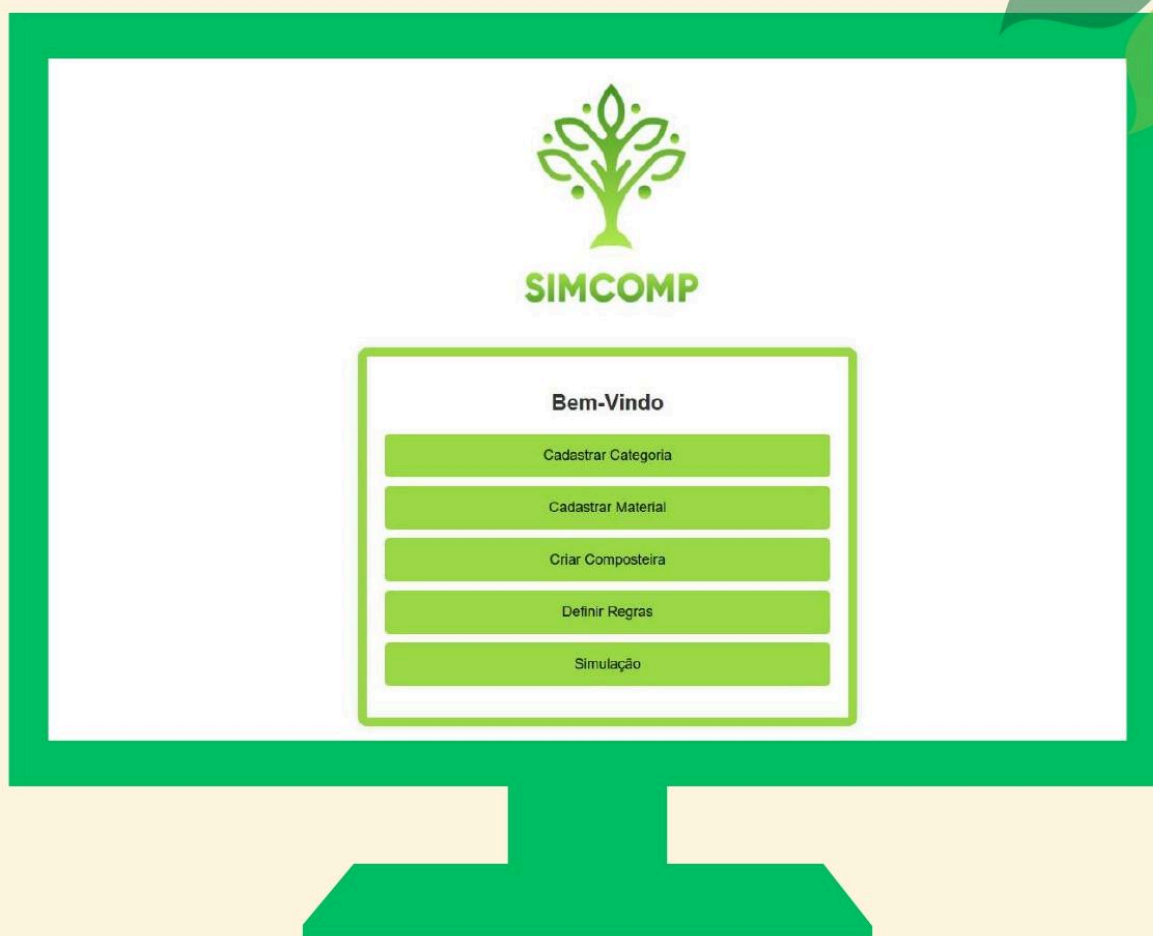 SIMCOMP
Bem-Vindo
Cadastrar Categoria
Cadastrar Material
Criar Composteira
Definir Regras
Simulação